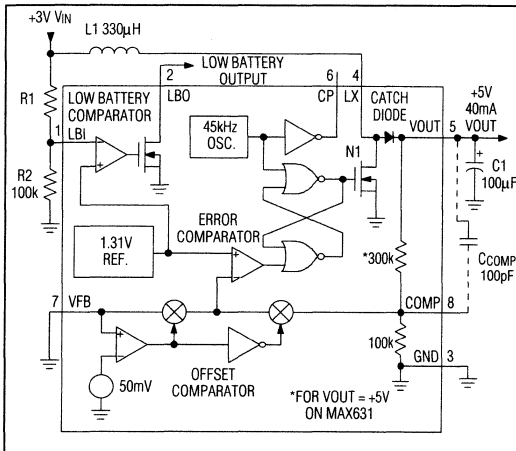 +3V VIN
L1 330µH
LOW BATTERY
OUTPUT
2
LBO
6
CP
4
LX
CATCH
DIODE
+5V
40mA
VOUT
VOUT 5
R1
LOW BATTERY
COMPARATOR
1 LBI
45kHz
OSC.
N1
+
C1
100µF
R2
100k
-
+
ERROR
COMPARATOR
1.31V
REF.
+
-
*300k
CCOMP
100pF
7 VFB
COMP 8
+
-
100k
GND 3
50mV
OFFSET
COMPARATOR
*FOR VOUT = +5V
ON MAX631